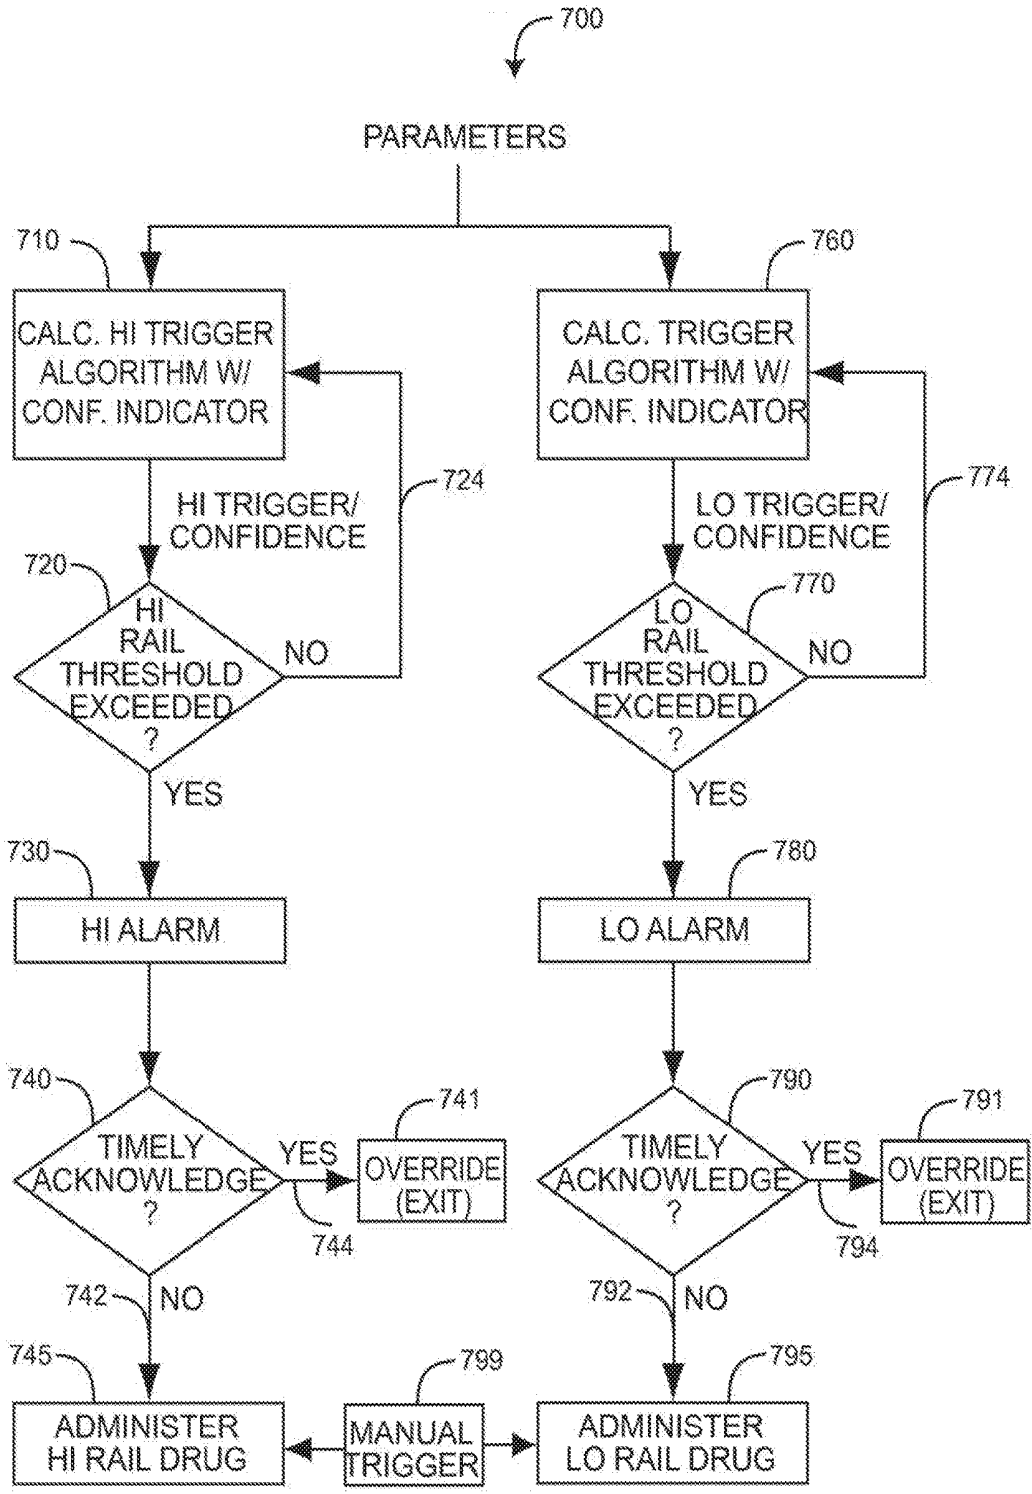 700
PARAMETERS
710
CALC. HI TRIGGER
ALGORITHM W/
CONF. INDICATOR
724
HI TRIGGER/
CONFIDENCE
720
HI
RAIL
THRESHOLD
EXCEEDED
?
NO
YES
730
HI ALARM
740
TIMELY
ACKNOWLEDGE
?
YES
744
741
OVERRIDE
(EXIT)
742
NO
745
ADMINISTER
HI RAIL DRUG
799
MANUAL
TRIGGER
760
CALC. TRIGGER
ALGORITHM W/
CONF. INDICATOR
774
LO TRIGGER/
CONFIDENCE
770
LO
RAIL
THRESHOLD
EXCEEDED
?
NO
YES
780
LO ALARM
790
TIMELY
ACKNOWLEDGE
?
YES
794
791
OVERRIDE
(EXIT)
792
NO
795
ADMINISTER
LO RAIL DRUG